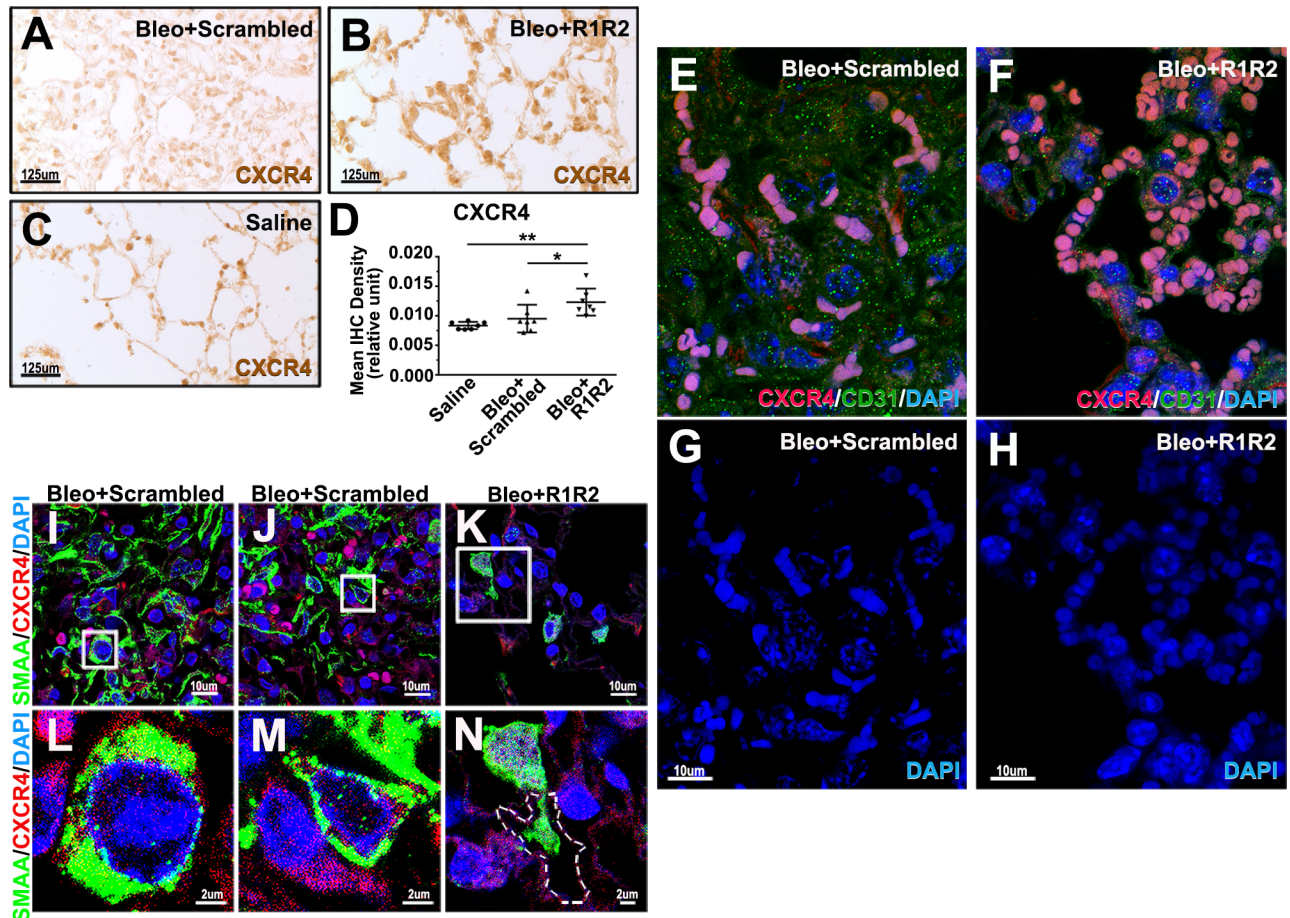 A
Bleo+Scrambled
125um
CXCR4
B
Bleo+R1R2
125um
CXCR4
C
Saline
125um
CXCR4
D
CXCR4
Mean IHC Density
(relative unit)
0.020
0.015
0.010
0.005
0.000
**
*
Saline
Bleo+
Scrambled
Bleo+
R1R2
E
Bleo+Scrambled
CXCR4/CD31/DAPI
F
Bleo+R1R2
CXCR4/CD31/DAPI
G
Bleo+Scrambled
10um
DAPI
H
Bleo+R1R2
10um
DAPI
SMAA/CXCR4/DAPI
Bleo+Scrambled
I
10um
Bleo+Scrambled
J
10um
Bleo+R1R2
K
10um
SMAA/CXCR4/DAPI
L
2um
M
2um
N
2um